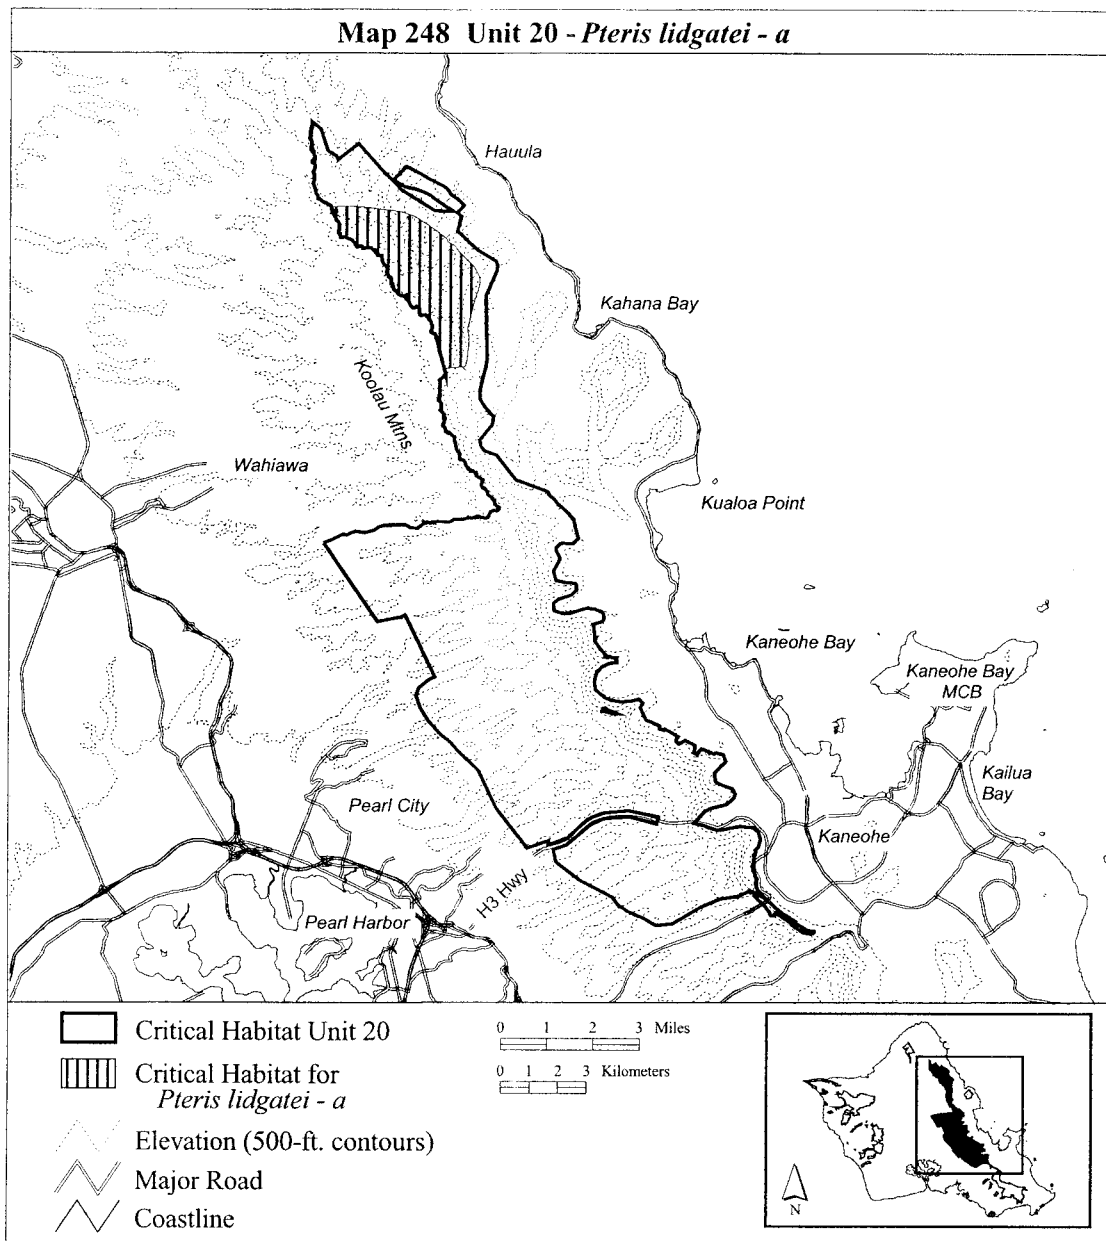 Map 248 Unit 20 - Pteris lidgatei - a
Hauula
Kahana Bay
Koolau Mtns.
Wahiawa
Kualoa Point
Kaneohe Bay
Kaneohe Bay
MCB
Kailua
Bay
Pearl City
Kaneohe
H3 Hwy
Pearl Harbor
Critical Habitat Unit 20
Critical Habitat for
Pteris lidgatei - a
Elevation (500-ft. contours)
Major Road
Coastline
0 1 2 3 Miles
0 1 2 3 Kilometers
N